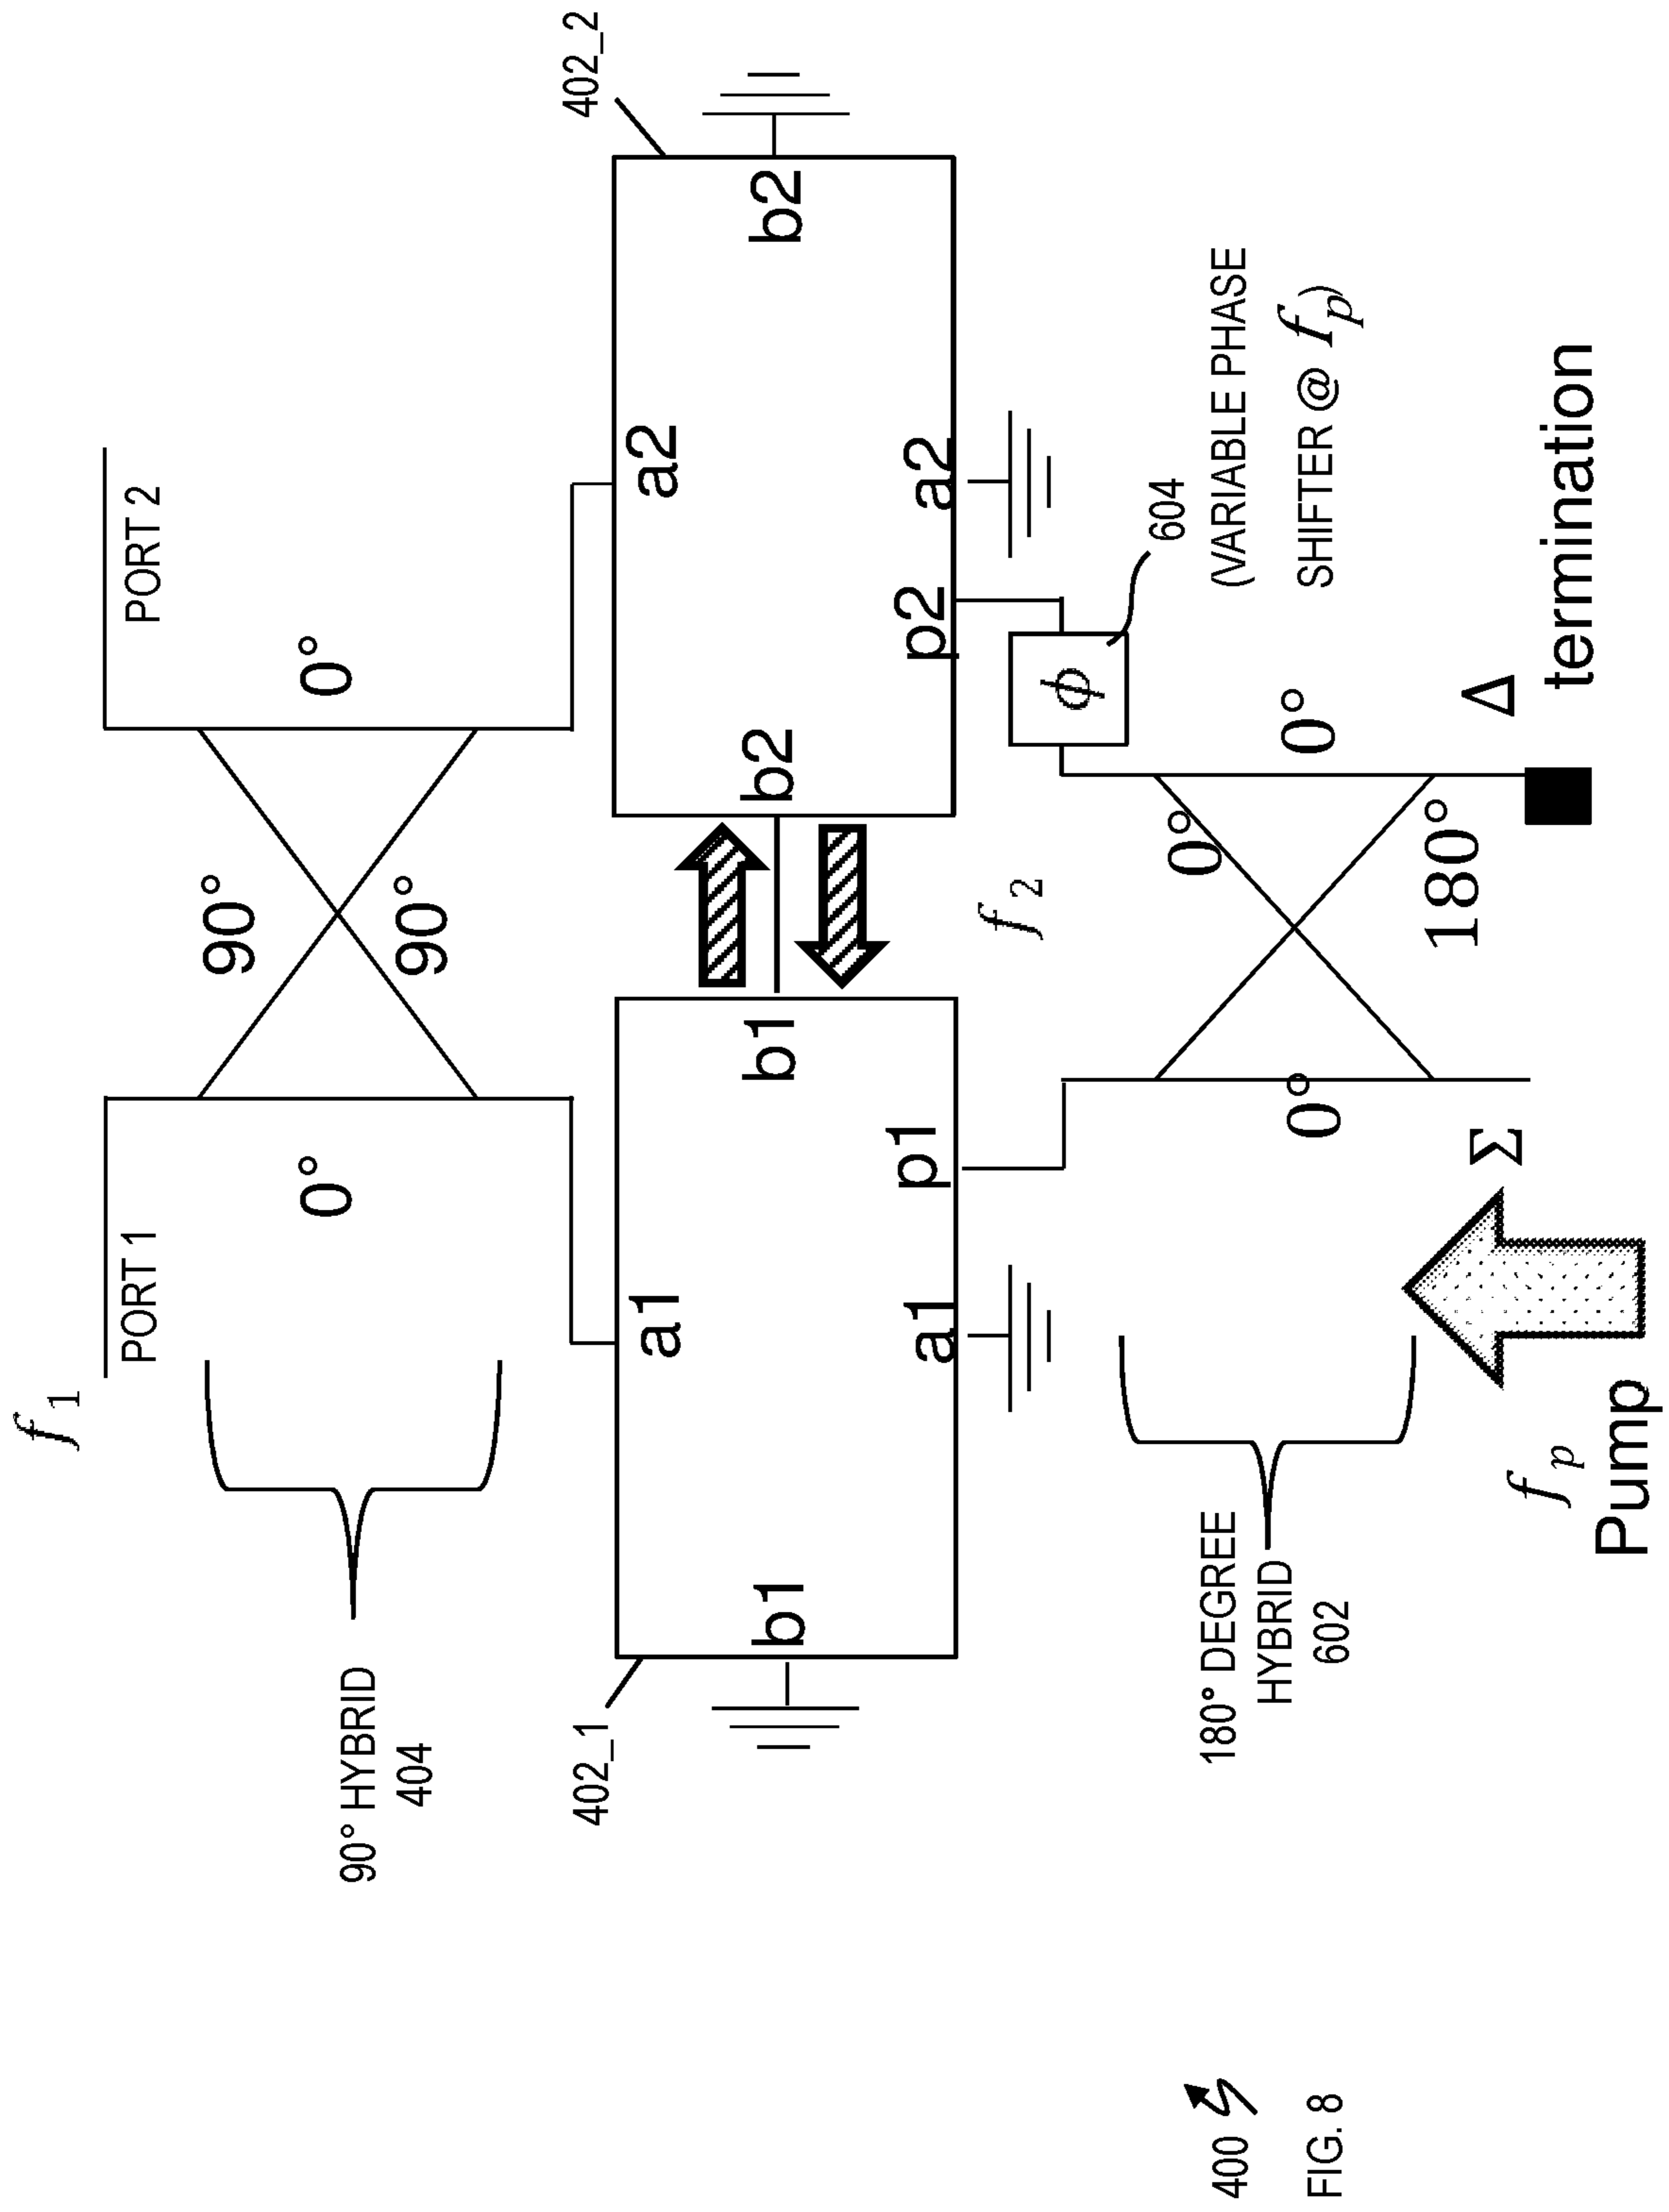 f1
PORT 1
PORT 2
90° HYBRID
404
0°
90°
90°
0°
402_1
402_2
a1
b1
b1
a1
p1
a2
b2
b2
p2
a2
f2
ϕ
604
(VARIABLE PHASE
SHIFTER @ fp)
180° DEGREE
HYBRID
602
0°
0°
180°
0°
Σ
Δ
termination
fp
Pump
400
FIG. 8